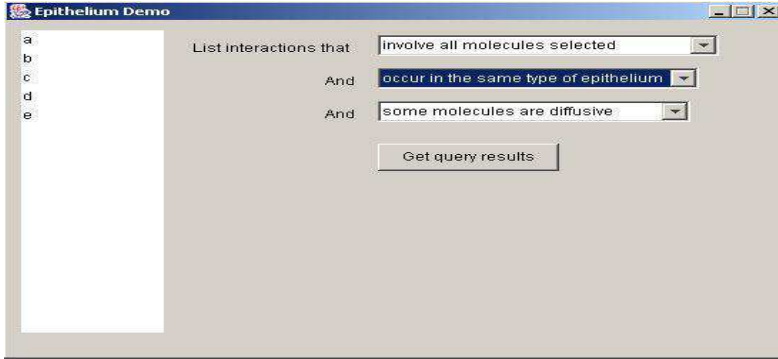 Epithelium Demo
a
b
c
d
e
List interactions that involve all molecules selected
And occur in the same type of epithelium
And some molecules are diffusive
Get query results